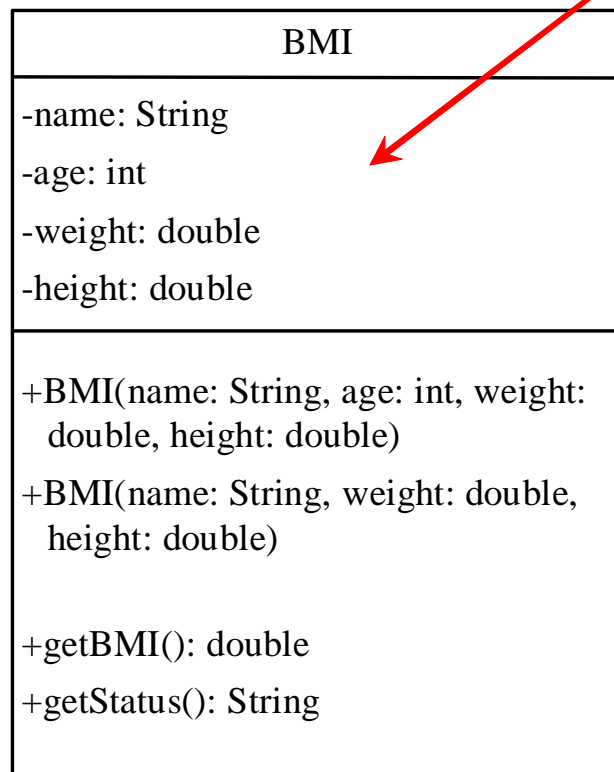 BMI
-name: String
-age: int
-weight: double
-height: double
+BMI(name: String, age: int, weight:
double, height: double)
+BMI(name: String, weight: double,
height: double)
+getBMI(): double
+getStatus(): String